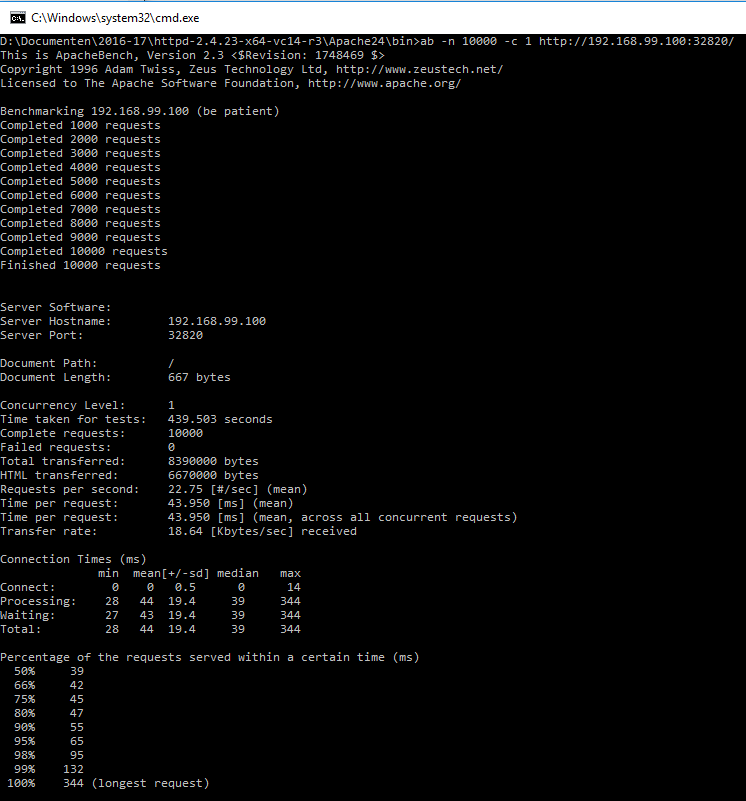 C:\Windows\system32\cmd.exe
D:\Documenten\2016-17\httpd-2.4.23-x64-vc14-r3\Apache24\bin>ab -n 10000 -c 1 http://192.168.99.100:32820/
This is ApacheBench, Version 2.3 <$Revision: 1748469 $>
Copyright 1996 Adam Twiss, Zeus Technology Ltd, http://www.zeustech.net/
Licensed to The Apache Software Foundation, http://www.apache.org/

Benchmarking 192.168.99.100 (be patient)
Completed 1000 requests
Completed 2000 requests
Completed 3000 requests
Completed 4000 requests
Completed 5000 requests
Completed 6000 requests
Completed 7000 requests
Completed 8000 requests
Completed 9000 requests
Completed 10000 requests
Finished 10000 requests


Server Software:
Server Hostname:        192.168.99.100
Server Port:            32820

Document Path:          /
Document Length:        667 bytes

Concurrency Level:      1
Time taken for tests:   439.503 seconds
Complete requests:      10000
Failed requests:        0
Total transferred:      8390000 bytes
HTML transferred:       6670000 bytes
Requests per second:    22.75 [#/sec] (mean)
Time per request:       43.950 [ms] (mean)
Time per request:       43.950 [ms] (mean, across all concurrent requests)
Transfer rate:          18.64 [Kbytes/sec] received

Connection Times (ms)
              min  mean[+/-sd] median   max
Connect:        0    0   0.5      0      14
Processing:    28   44  19.4     39     344
Waiting:       27   43  19.4     39     344
Total:         28   44  19.4     39     344

Percentage of the requests served within a certain time (ms)
  50%     39
  66%     42
  75%     45
  80%     47
  90%     55
  95%     65
  98%     95
  99%    132
 100%    344 (longest request)